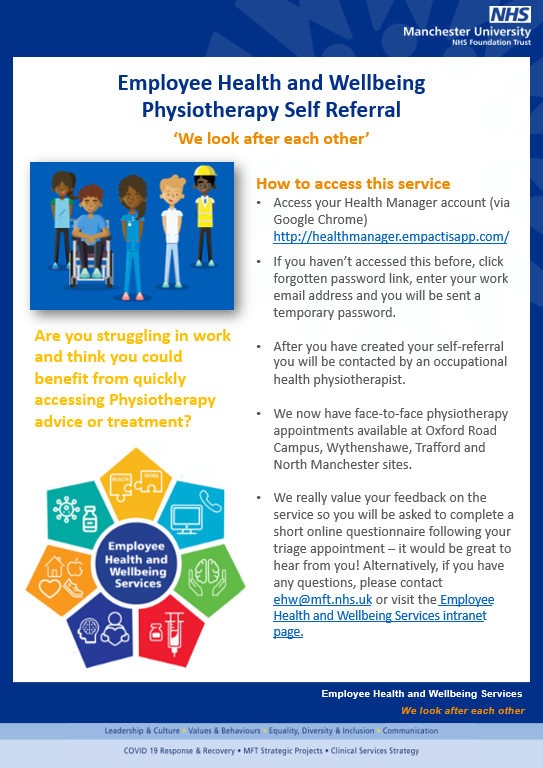 NHS
Manchester University
NHS Foundation Trust
Employee Health and Wellbeing
Physiotherapy Self Referral
‘We look after each other’
How to access this service
• Access your Health Manager account (via
Google Chrome)
http://healthmanager.empactisapp.com/
• If you haven’t accessed this before, click
forgotten password link, enter your work
email address and you will be sent a
temporary password.
• After you have created your self-referral
you will be contacted by an occupational
health physiotherapist.
• We now have face-to-face physiotherapy
appointments available at Oxford Road
Campus, Wythenshawe, Trafford and
North Manchester sites.
• We really value your feedback on the
service so you will be asked to complete a
short online questionnaire following your
triage appointment – it would be great to
hear from you! Alternatively, if you have
any questions, please contact
ehw@mft.nhs.uk or visit the Employee
Health and Wellbeing Services intranet
page.
Are you struggling in work
and think you could
benefit from quickly
accessing Physiotherapy
advice or treatment?
HEALTH WORK
Employee
Health and
Wellbeing
Services
Employee Health and Wellbeing Services
We look after each other
Leadership & Culture • Values & Behaviours • Equality, Diversity & Inclusion • Communication
COVID 19 Response & Recovery • MFT Strategic Projects • Clinical Services Strategy